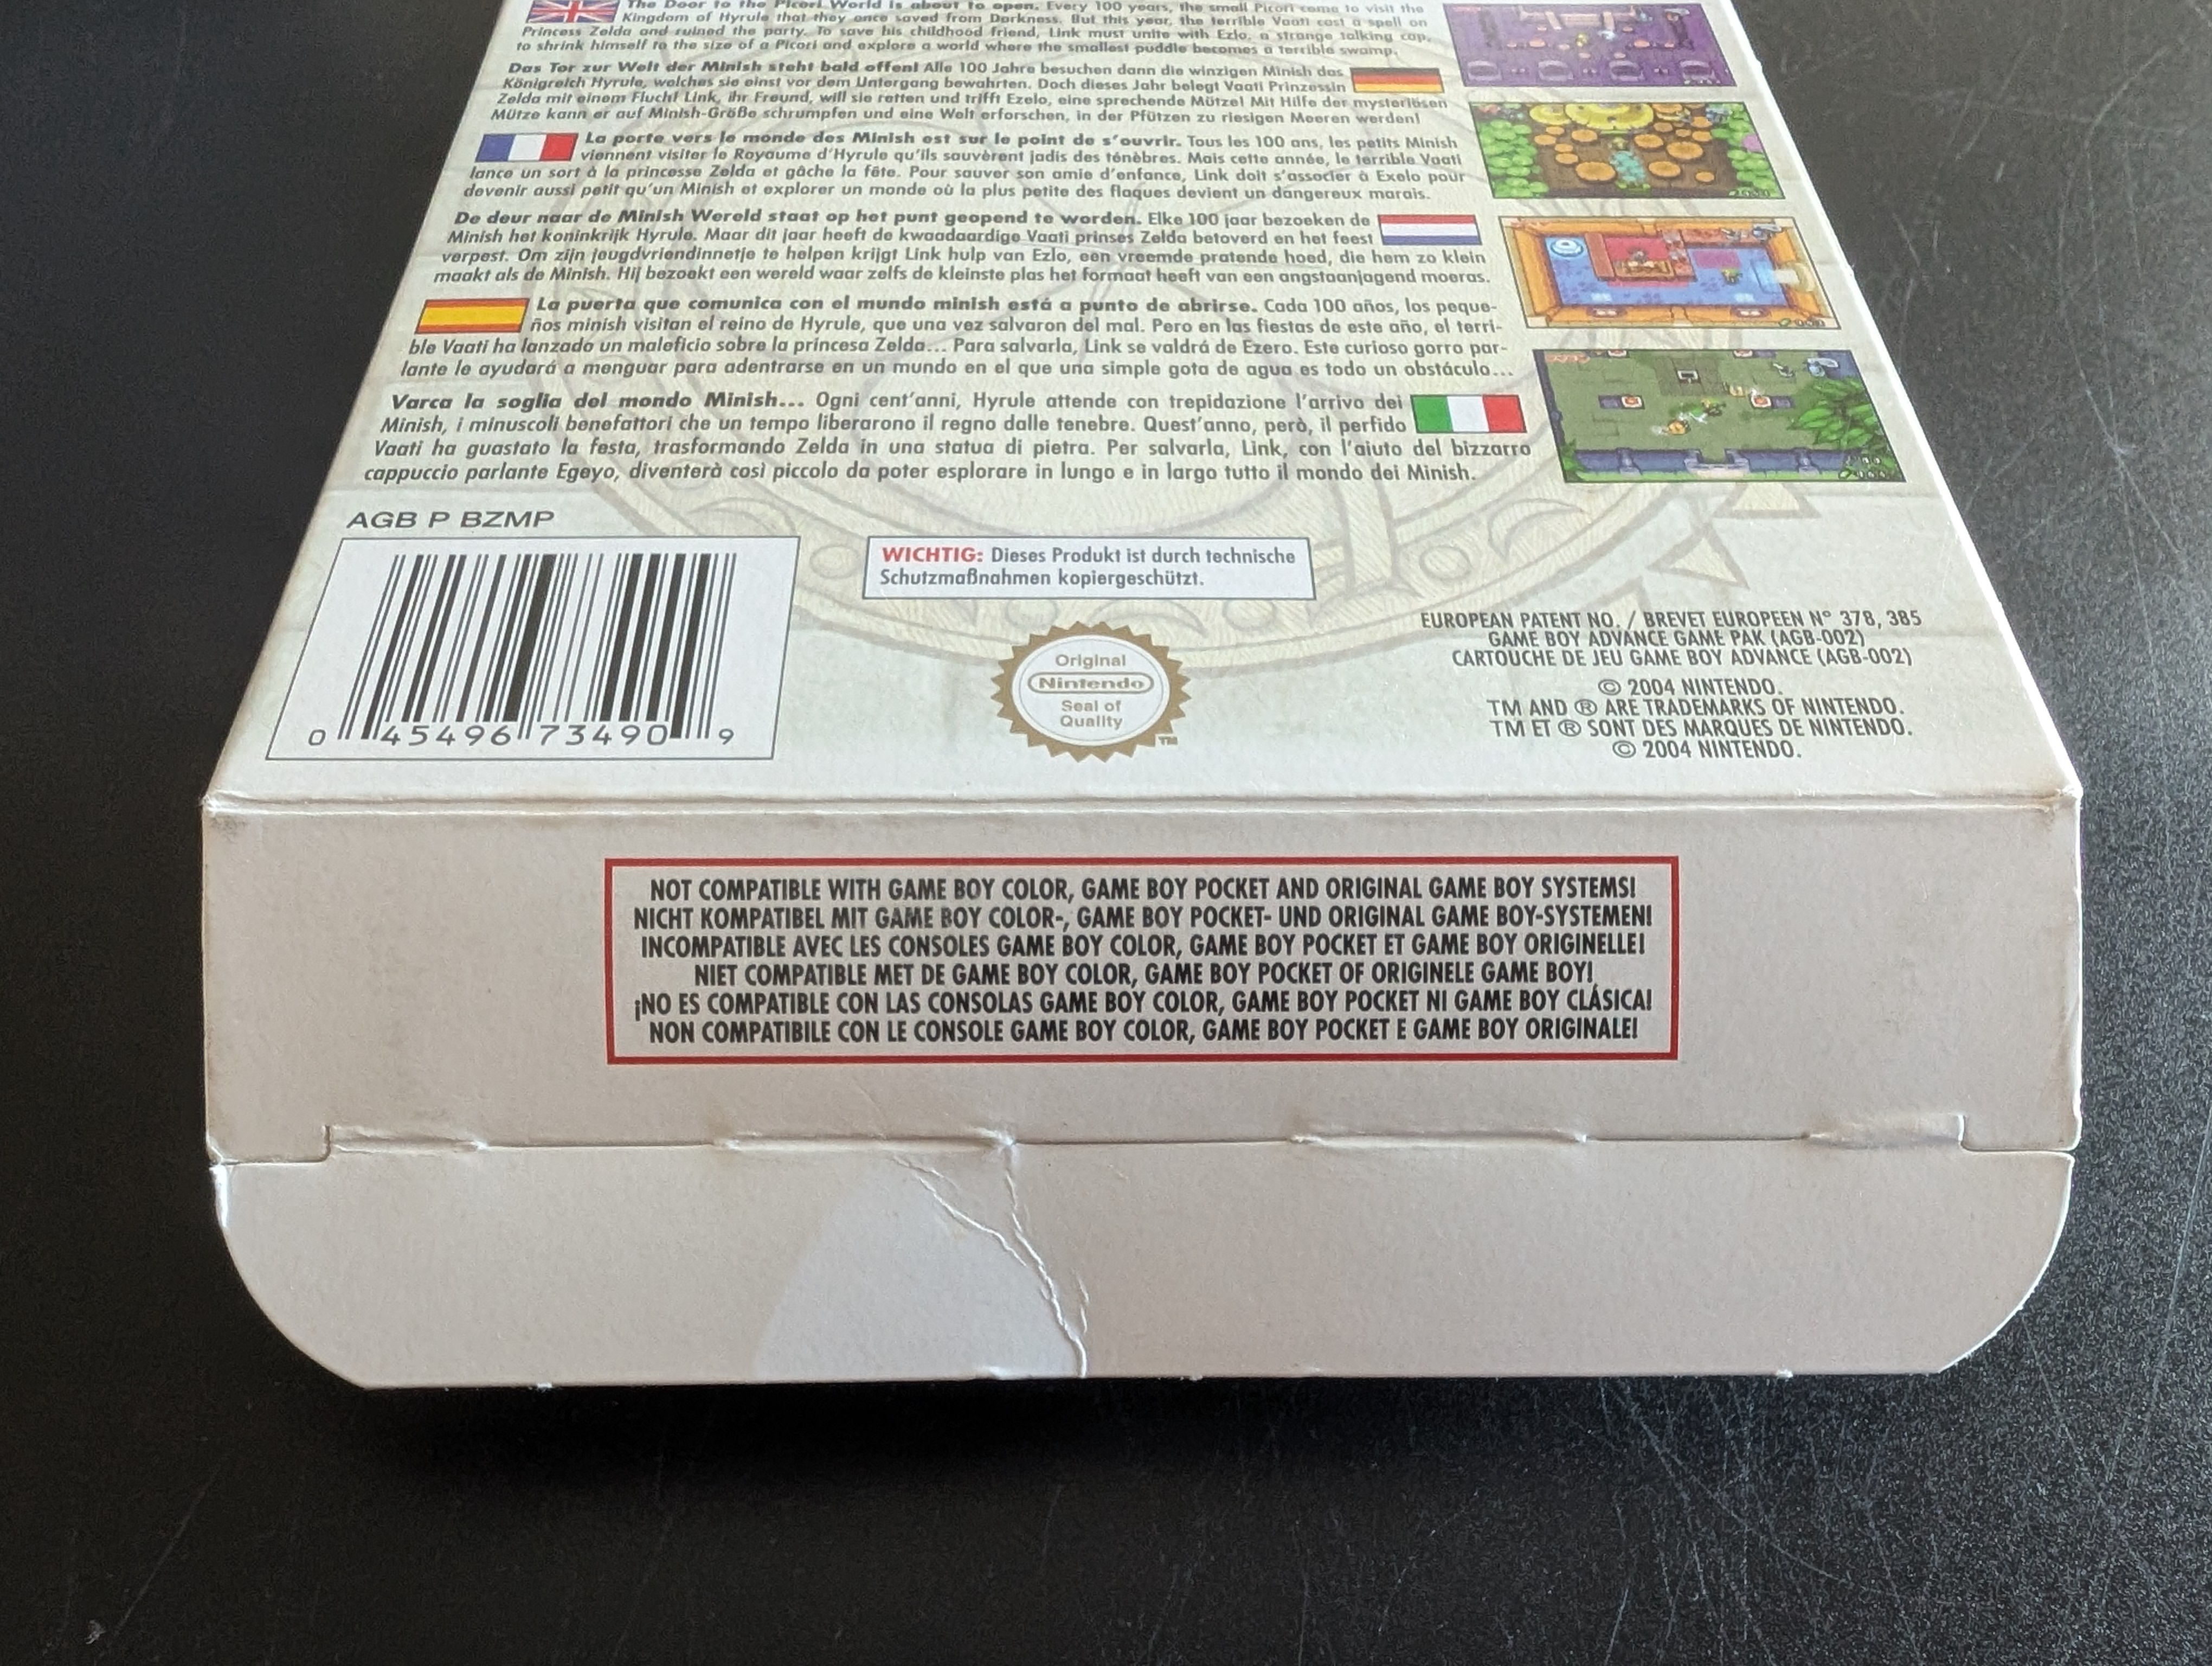 The Door to the Picori World is about to open. Every 100 years, the small Picori come to visit the
Kingdom of Hyrule that they once saved from Darkness. But this year, the terrible Vaati cast a spell on
Princess Zelda and ruined the party. To save his childhood friend, Link must unite with Ezlo, a strange talking cap,
to shrink himself to the size of a Picori and explore a world where the smallest puddle becomes a terrible swamp.
Das Tor zur Welt der Minish steht bald offen! Alle 100 Jahre besuchen dann die winzigen Minish das
Königreich Hyrule, welches sie einst vor dem Untergang bewahrten. Doch dieses Jahr belegt Vaati Prinzessin
Zelda mit einem Fluch! Link, ihr Freund, will sie retten und trifft Ezelo, eine sprechende Mütze! Mit Hilfe der mysteriösen
Mütze kann er auf Minish-Größe schrumpfen und eine Welt erforschen, in der Pfützen zu riesigen Meeren werden!
La porte vers le monde des Minish est sur le point de s'ouvrir. Tous les 100 ans, les petits Minish
viennent visiter le Royaume d'Hyrule qu'ils sauvèrent jadis des ténèbres. Mais cette année, le terrible Vaati
lance un sort à la princesse Zelda et gâche la fête. Pour sauver son amie d'enfance, Link doit s'associer à Exelo pour
devenir aussi petit qu'un Minish et explorer un monde où la plus petite des flaques devient un dangereux marais.
De deur naar de Minish Wereld staat op het punt geopend te worden. Elke 100 jaar bezoeken de
Minish het koninkrijk Hyrule. Maar dit jaar heeft de kwaadaardige Vaati prinses Zelda betoverd en het feest
verpest. Om zijn jeugdvriendinnetje te helpen krijgt Link hulp van Ezlo, een vreemde pratende hoed, die hem zo klein
maakt als de Minish. Hij bezoekt een wereld waar zelfs de kleinste plas het formaat heeft van een angstaanjagend moeras.
La puerta que comunica con el mundo minish está a punto de abrirse. Cada 100 años, los peque-
ños minish visitan el reino de Hyrule, que una vez salvaron del mal. Pero en las fiestas de este año, el terri-
ble Vaati ha lanzado un maleficio sobre la princesa Zelda... Para salvarla, Link se valdrá de Ezero. Este curioso gorro par-
lante le ayudará a menguar para adentrarse en un mundo en el que una simple gota de agua es todo un obstáculo...
Varca la soglia del mondo Minish... Ogni cent'anni, Hyrule attende con trepidazione l'arrivo dei
Minish, i minuscoli benefattori che un tempo liberarono il regno dalle tenebre. Quest'anno, però, il perfido
Vaati ha guastato la festa, trasformando Zelda in una statua di pietra. Per salvarla, Link, con l'aiuto del bizzarro
cappuccio parlante Egeyo, diventerà così piccolo da poter esplorare in lungo e in largo tutto il mondo dei Minish.
AGB P BZMP
0 45496 73490 9
WICHTIG: Dieses Produkt ist durch technische
Schutzmaßnahmen kopiergeschützt.
Original
Nintendo
Seal of
Quality
TM
EUROPEAN PATENT NO. / BREVET EUROPEEN N° 378, 385
GAME BOY ADVANCE GAME PAK (AGB-002)
CARTOUCHE DE JEU GAME BOY ADVANCE (AGB-002)
© 2004 NINTENDO.
TM AND ® ARE TRADEMARKS OF NINTENDO.
TM ET ® SONT DES MARQUES DE NINTENDO.
© 2004 NINTENDO.
NOT COMPATIBLE WITH GAME BOY COLOR, GAME BOY POCKET AND ORIGINAL GAME BOY SYSTEMS!
NICHT KOMPATIBEL MIT GAME BOY COLOR-, GAME BOY POCKET- UND ORIGINAL GAME BOY-SYSTEMEN!
INCOMPATIBLE AVEC LES CONSOLES GAME BOY COLOR, GAME BOY POCKET ET GAME BOY ORIGINELLE!
NIET COMPATIBLE MET DE GAME BOY COLOR, GAME BOY POCKET OF ORIGINELE GAME BOY!
¡NO ES COMPATIBLE CON LAS CONSOLAS GAME BOY COLOR, GAME BOY POCKET NI GAME BOY CLÁSICA!
NON COMPATIBILE CON LE CONSOLE GAME BOY COLOR, GAME BOY POCKET E GAME BOY ORIGINALE!